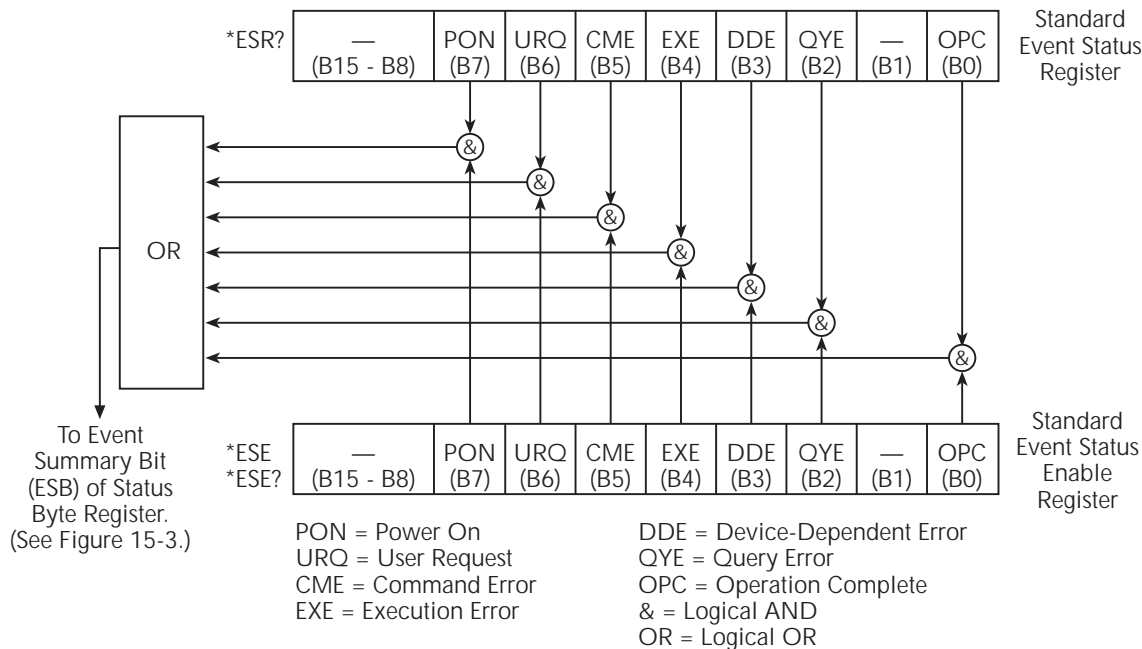 *ESR?
— PON URQ CME EXE DDE QYE — OPC
(B15 - B8) (B7) (B6) (B5) (B4) (B3) (B2) (B1) (B0)
Standard
Event Status
Register
&
&
&
&
&
&
&
OR
To Event
Summary Bit
(ESB) of Status
Byte Register.
(See Figure 15-3.)
*ESE
*ESE?
— PON URQ CME EXE DDE QYE — OPC
(B15 - B8) (B7) (B6) (B5) (B4) (B3) (B2) (B1) (B0)
Standard
Event Status
Enable
Register
PON = Power On
URQ = User Request
CME = Command Error
EXE = Execution Error
DDE = Device-Dependent Error
QYE = Query Error
OPC = Operation Complete
& = Logical AND
OR = Logical OR